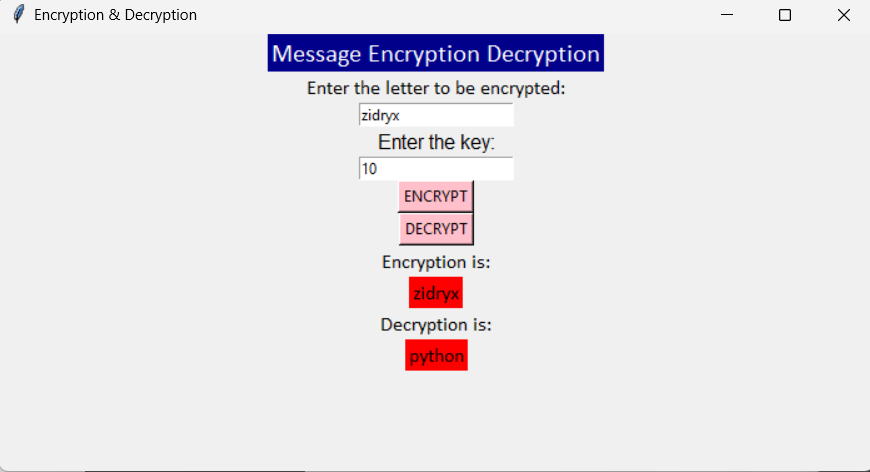 Encryption & Decryption
Message Encryption Decryption
Enter the letter to be encrypted:
zidryx
Enter the key:
10
ENCRYPT
DECRYPT
Encryption is:
zidryx
Decryption is:
python